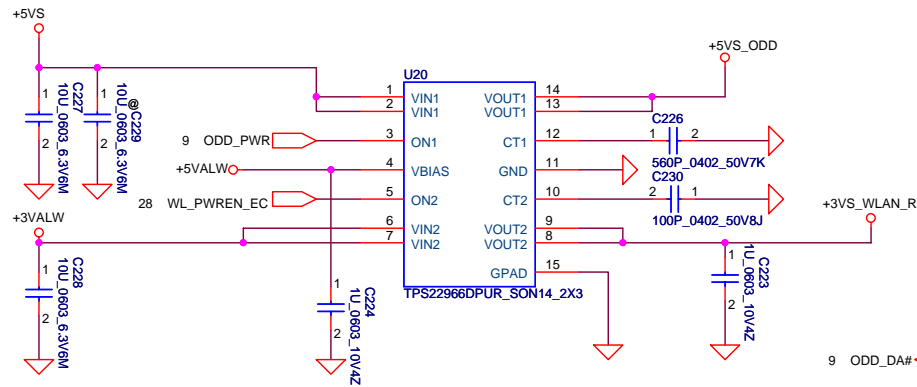 +5VS
+5VS_ODD
U20
1 VIN1 VOUT1 14
2 VIN1 VOUT1 13
C227
10U_0603_6.3V6M
1
2
@C229
10U_0603_6.3V6M
1
2
9 ODD_PWR 3 ON1 CT1 12
C226
1 2
560P_0402_50V7K
+5VALW 4 VBIAS GND 11
28 WL_PWREN_EC 5 ON2 CT2 10
C230
2 1
100P_0402_50V8J
+3VALW
6 VIN2 VOUT2 9
7 VIN2 VOUT2 8
+3VS_WLAN_R
GPAD 15
TPS22966DPUR_SON14_2X3
C228
10U_0603_6.3V6M
1
2
C224
1U_0603_10V4Z
1
2
C223
1U_0603_10V4Z
1
2
9 ODD_DA#